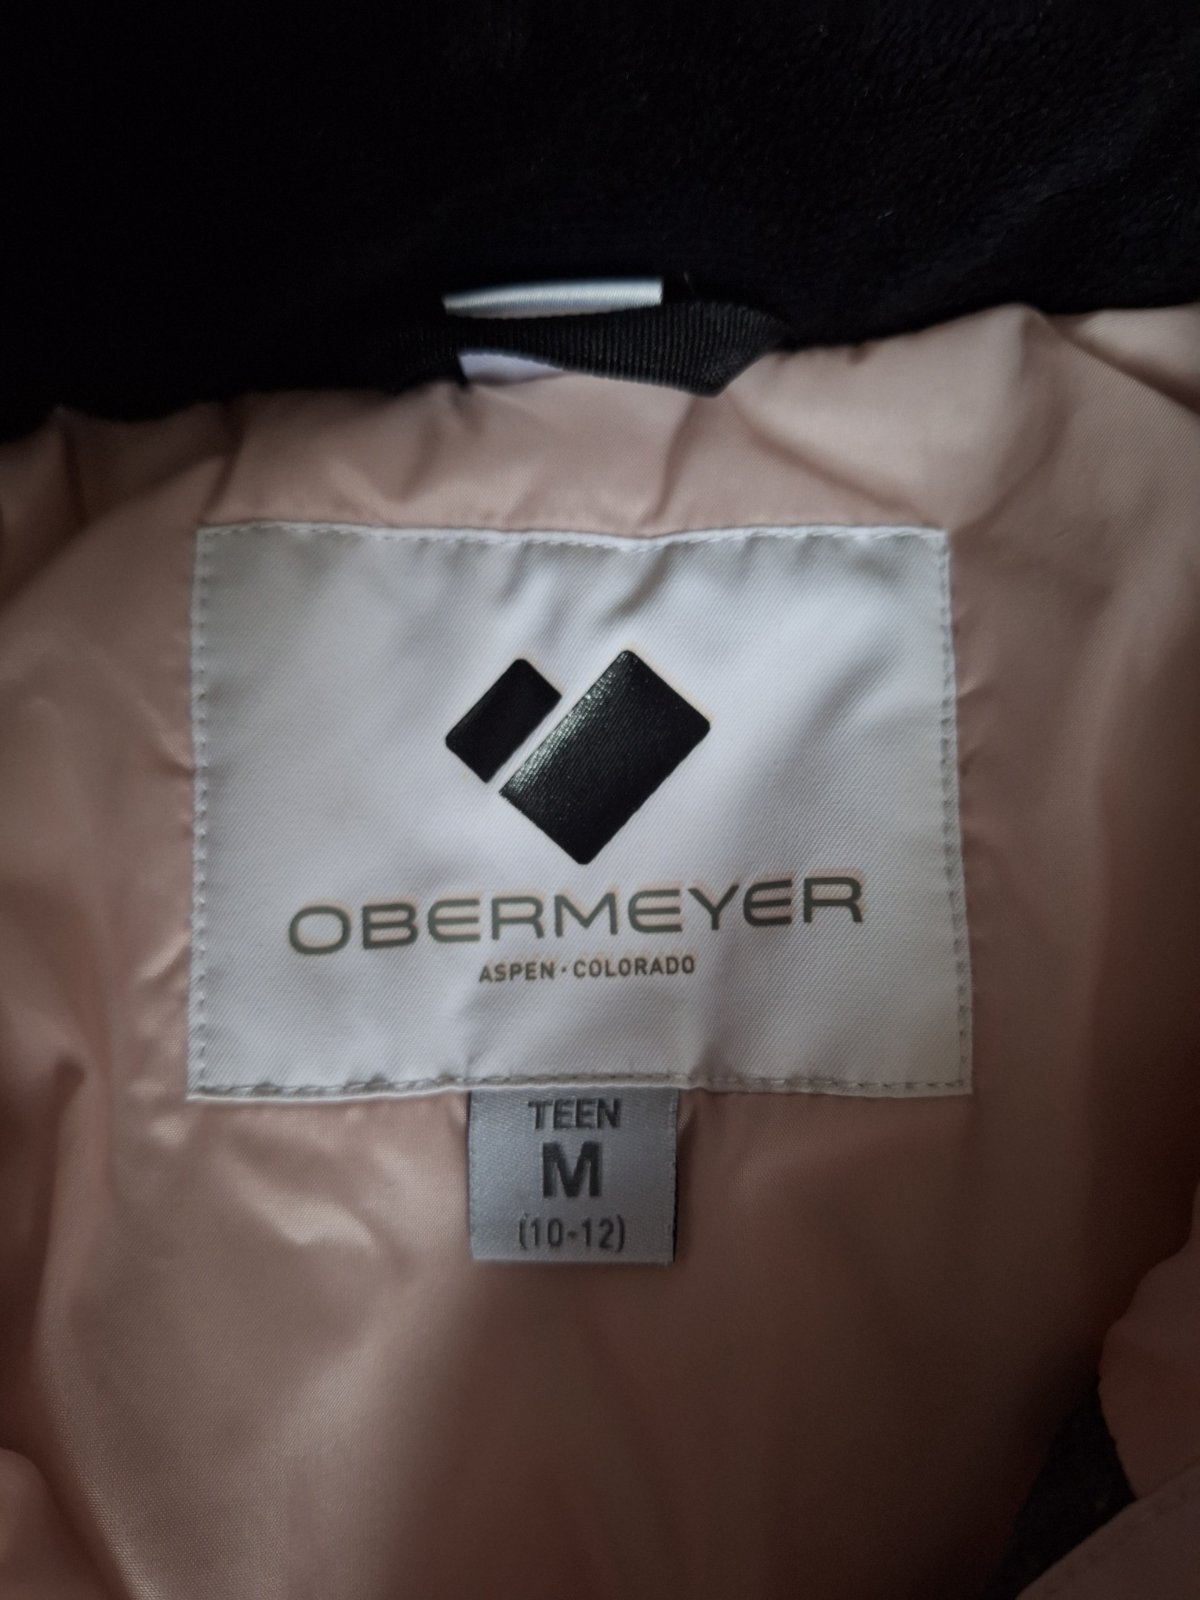 OBERMEYER
ASPEN · COLORADO
TEEN
M
(10-12)